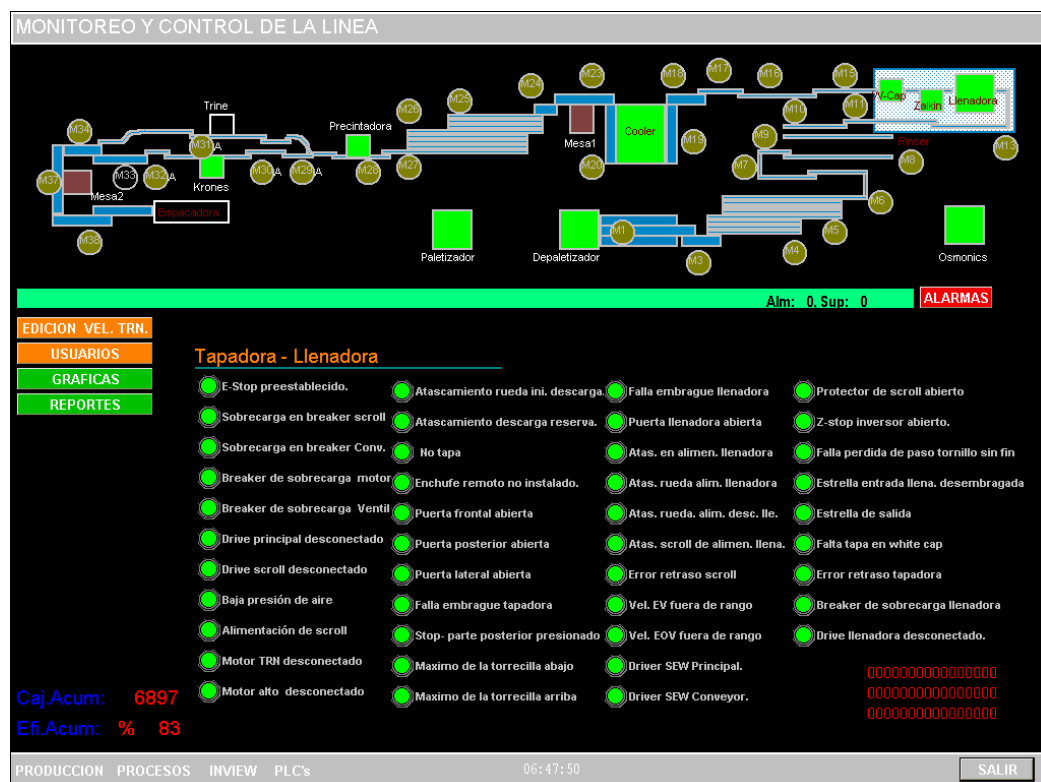 MONITOREO Y CONTROL DE LA LINEA
M24
M23
M18
M17
M16
M15
M26
M25
M10
M11
W-Cap
Zalkin
Llenadora
Trine
Precintadora
M34
M31
A
Cooler
Mesa1
M19
M9
Rinser
M13
M37
M33
M32
A
Krones
M30
A
M29
A
M28
M27
M20
M7
M8
Mesa2
Empacadora
M6
M38
M1
M5
M3
M4
Paletizador
Depaletizador
Osmonics
Alm: 0, Sup: 0
ALARMAS
EDICION VEL. TRN.
USUARIOS
GRAFICAS
REPORTES
Tapadora - Llenadora
E-Stop preestablecido.
Sobrecarga en breaker scroll
Sobrecarga en breaker Conv.
Breaker de sobrecarga motor
Breaker de sobrecarga Ventil
Drive principal desconectado
Drive scroll desconectado
Baja presión de aire
Alimentación de scroll
Motor TRN desconectado
Motor alto desconectado
Atascamiento rueda ini. descarga.
Atascamiento descarga reserva.
No tapa
Enchufe remoto no instalado.
Puerta frontal abierta
Puerta posterior abierta
Puerta lateral abierta
Falla embrague tapadora
Stop- parte posterior presionado
Maximo de la torrecilla abajo
Maximo de la torrecilla arriba
Falla embrague llenadora
Puerta llenadora abierta
Atas. en alimen. llenadora
Atas. rueda alim. llenadora
Atas. rueda. alim. desc. lle.
Atas. scroll de alimen. llena.
Error retraso scroll
Vel. EV fuera de rango
Vel. EOV fuera de rango
Driver SEW Principal.
Driver SEW Conveyor.
Protector de scroll abierto
Z-stop inversor abierto.
Falla perdida de paso tornillo sin fin
Estrella entrada llena. desembragada
Estrella de salida
Falta tapa en white cap
Error retraso tapadora
Breaker de sobrecarga llenadora
Drive llenadora desconectado.
0000000000000000
0000000000000000
0000000000000000
Caj.Acum: 6897
Efi.Acum: % 83
PRODUCCION PROCESOS INVIEW PLC's
06:47:50
SALIR